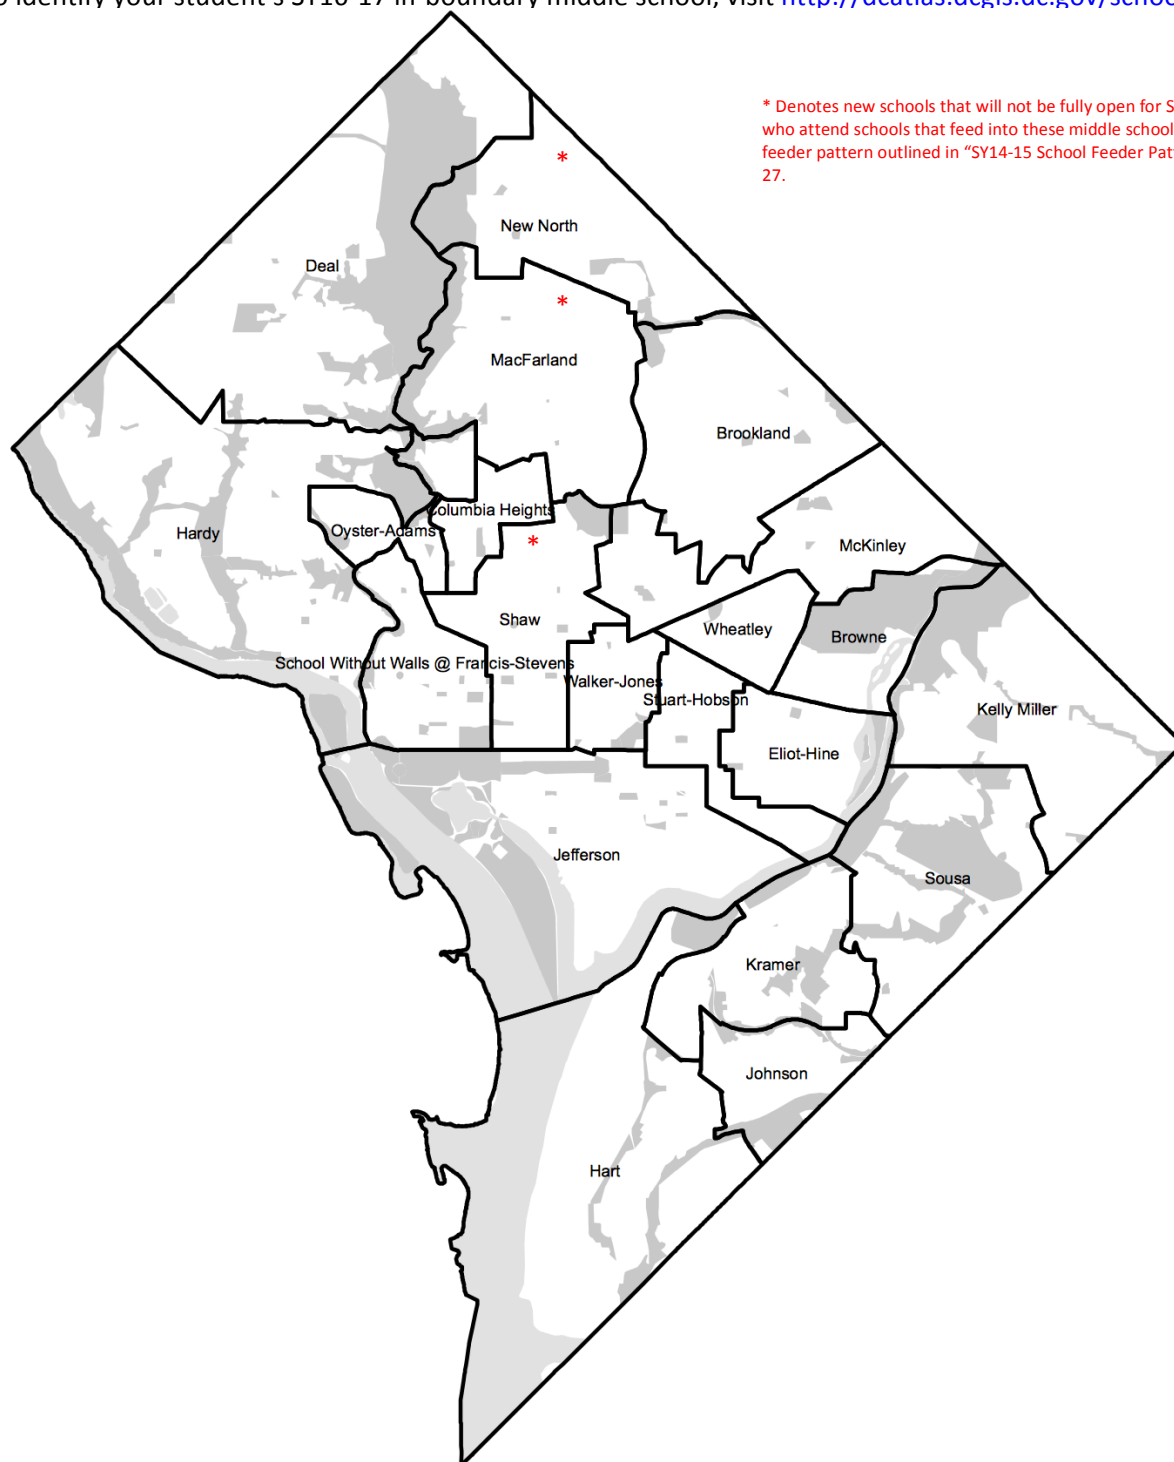 identify your student's SY16-17 in-boundary middle school, visit http://dcatlas.dcgis.dc.gov/schoo
* Denotes new schools that will not be fully open for S
who attend schools that feed into these middle school
feeder pattern outlined in “SY14-15 School Feeder Pat
27.
*
New North
Deal
*
MacFarland
Brookland
Columbia Heights
Hardy
Oyster-Adams
*
McKinley
Shaw
Wheatley
Browne
School Without Walls @ Francis-Stevens
Walker-Jones
Stuart-Hobson
Kelly Miller
Eliot-Hine
Jefferson
Sousa
Kramer
Johnson
Hart